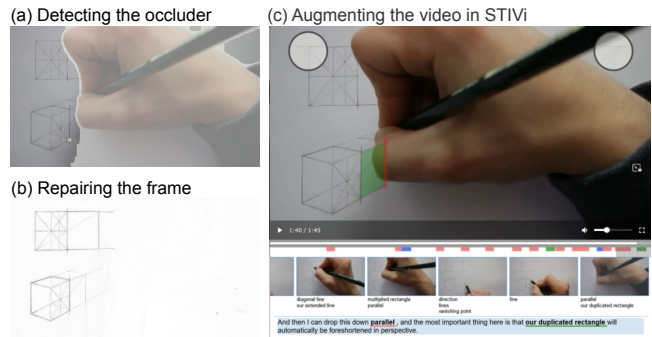 (a) Detecting the occluder
(c) Augmenting the video in STIVi
(b) Repairing the frame
1:40 / 1:45
diagonal line
our extended line
multiplied rectangle
parallel
direction
lines
vanishing point
line
parallel
our duplicated rectangle
And then I can drop this down parallel , and the most important thing here is that our duplicated rectangle will
automatically be foreshortened in perspective.